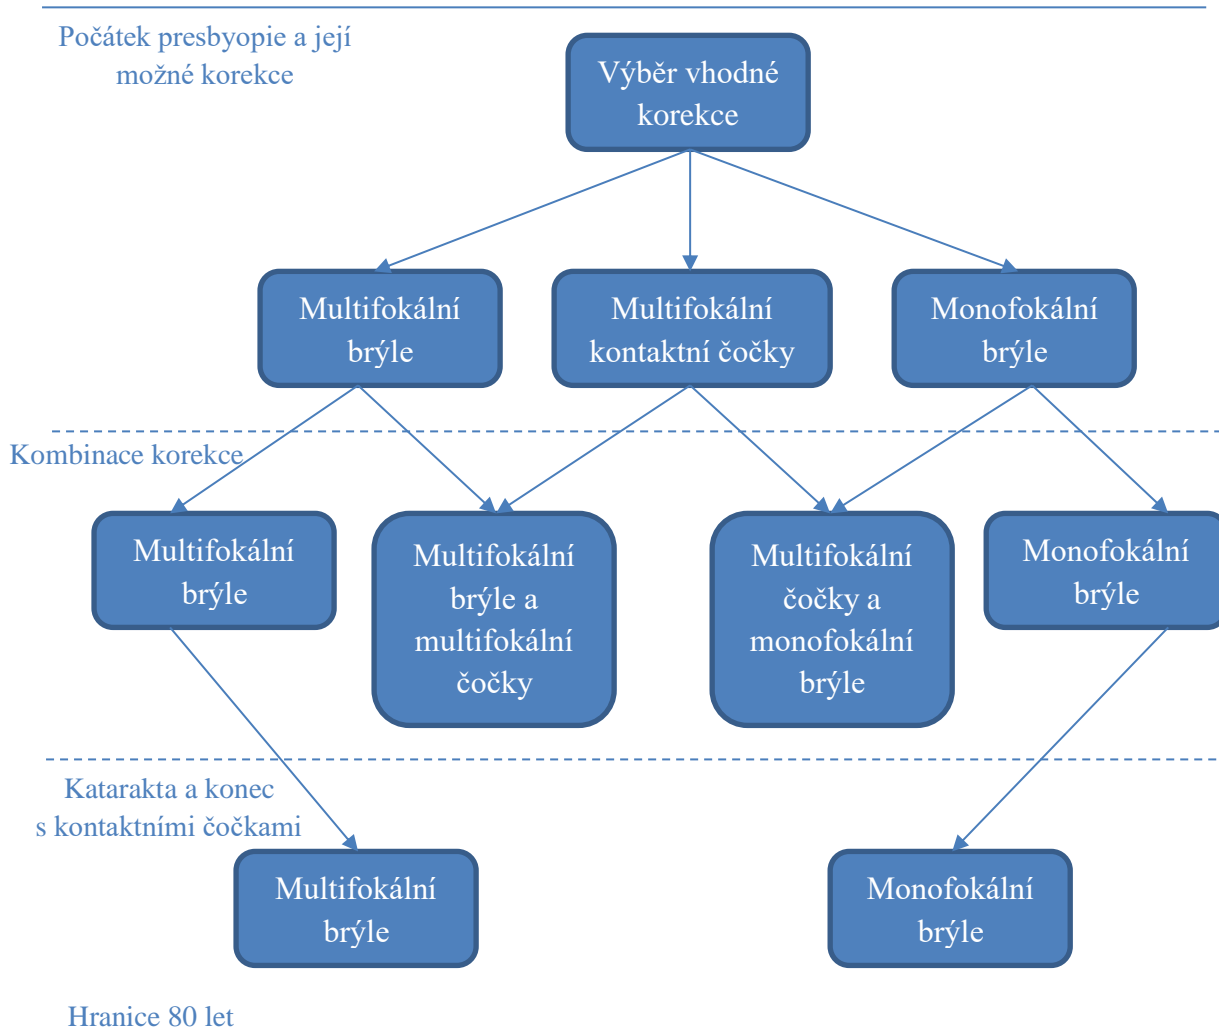 Počátek presbyopie a její
možné korekce
Výběr vhodné
korekce
Multifokální
brýle
Multifokální
kontaktní čočky
Monofokální
brýle
Kombinace korekce
Multifokální
brýle
Multifokální
brýle a
multifokální
čočky
Multifokální
čočky a
monofokální
brýle
Monofokální
brýle
Katarakta a konec
s kontaktními čočkami
Multifokální
brýle
Monofokální
brýle
Hranice 80 let